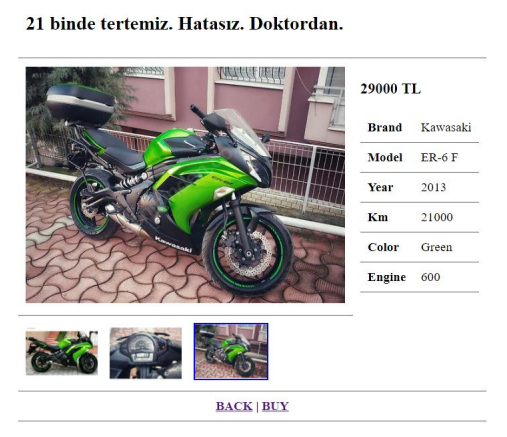 21 binde tertemiz. Hatasız. Doktordan.
29000 TL
Brand Kawasaki
Model ER-6 F
Year 2013
Km 21000
Color Green
Engine 600
Kawasaki
BACK | BUY